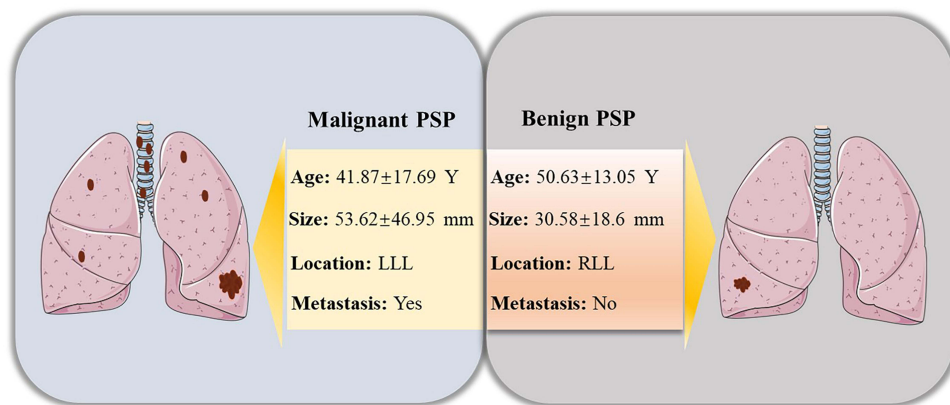 Malignant PSP
Age: 41.87±17.69 Y
Size: 53.62±46.95 mm
Location: LLL
Metastasis: Yes
Benign PSP
Age: 50.63±13.05 Y
Size: 30.58±18.6 mm
Location: RLL
Metastasis: No